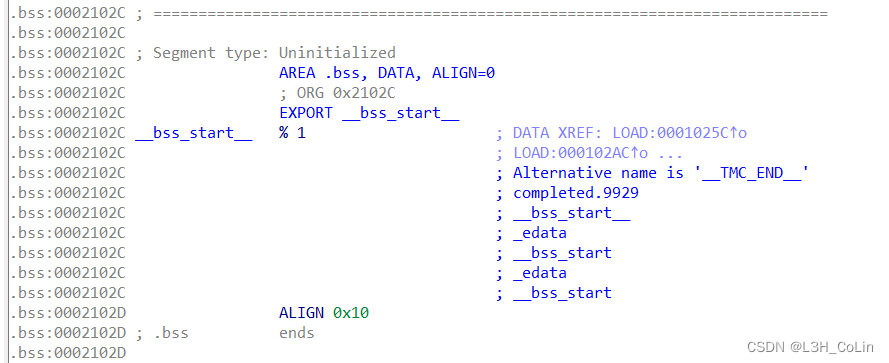 .bss:0002102C ; ===========================================================================
.bss:0002102C
.bss:0002102C ; Segment type: Uninitialized
.bss:0002102C AREA .bss, DATA, ALIGN=0
.bss:0002102C ; ORG 0x2102C
.bss:0002102C EXPORT __bss_start__
.bss:0002102C __bss_start__ % 1 ; DATA XREF: LOAD:0001025C↑o
.bss:0002102C ; LOAD:000102AC↑o ...
.bss:0002102C ; Alternative name is '__TMC_END__'
.bss:0002102C ; completed.9929
.bss:0002102C ; __bss_start__
.bss:0002102C ; _edata
.bss:0002102C ; __bss_start
.bss:0002102C ; _edata
.bss:0002102C ; __bss_start
.bss:0002102D ALIGN 0x10
.bss:0002102D ; .bss ends
.bss:0002102D
CSDN @L3H_CoLin